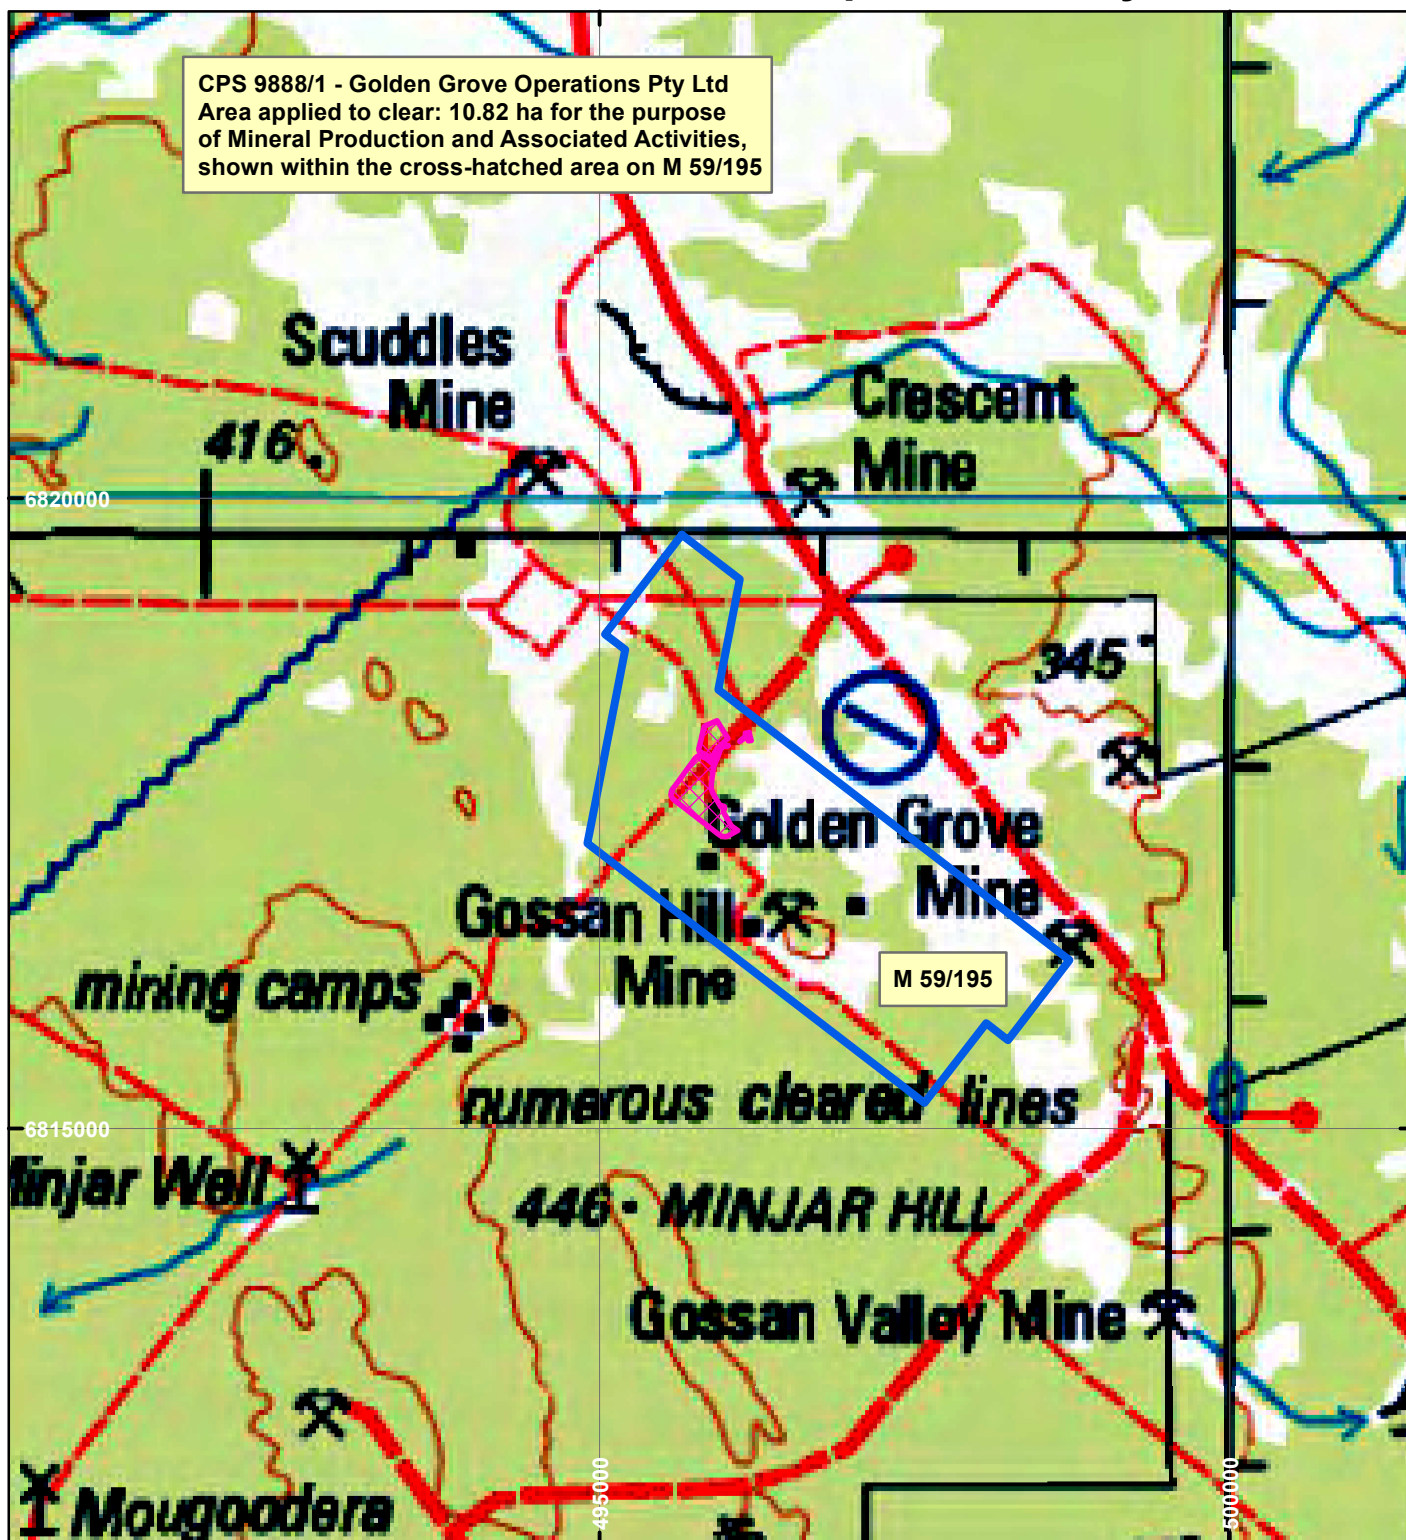 CPS 9888/1 - Golden Grove Operations Pty Ltd
Area applied to clear: 10.82 ha for the purpose
of Mineral Production and Associated Activities,
shown within the cross-hatched area on M 59/195
Scuddles
Mine
Crescent
Mine
416
6820000
345
5
Golden Grove
Mine
Gossan Hill
Mine
M 59/195
mining camps
numerous cleared lines
6815000
Minjar Well
446 MINJAR HILL
Gossan Valley Mine
495000
500000
Mougoodera